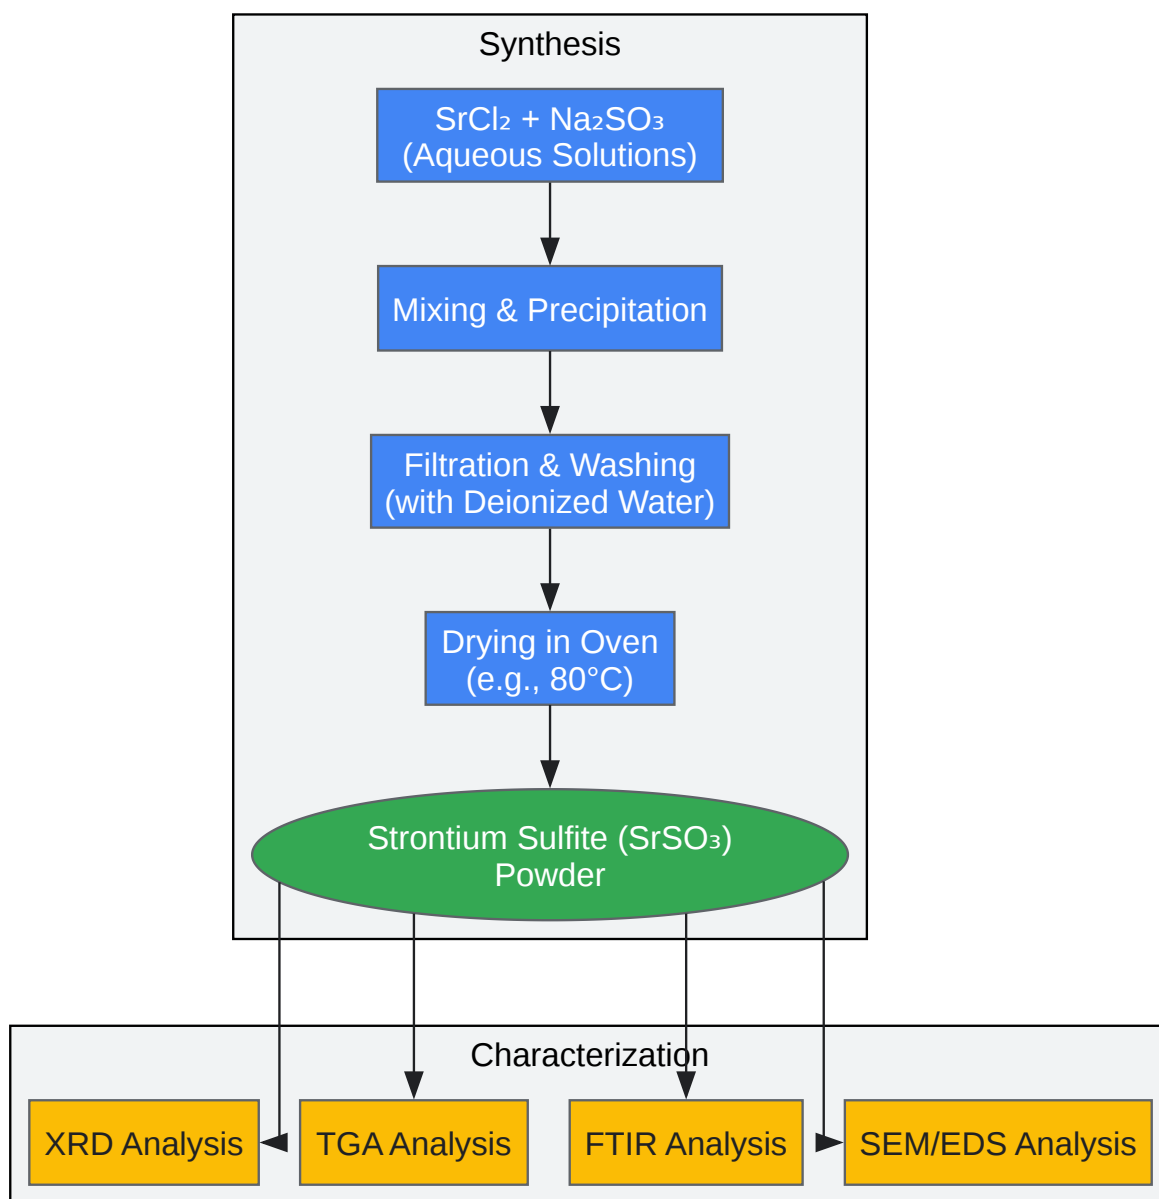 Synthesis
SrCl₂ + Na₂SO₃
(Aqueous Solutions)
Mixing & Precipitation
Filtration & Washing
(with Deionized Water)
Drying in Oven
(e.g., 80°C)
Strontium Sulfite (SrSO₃)
Powder
Characterization
XRD Analysis
TGA Analysis
FTIR Analysis
SEM/EDS Analysis